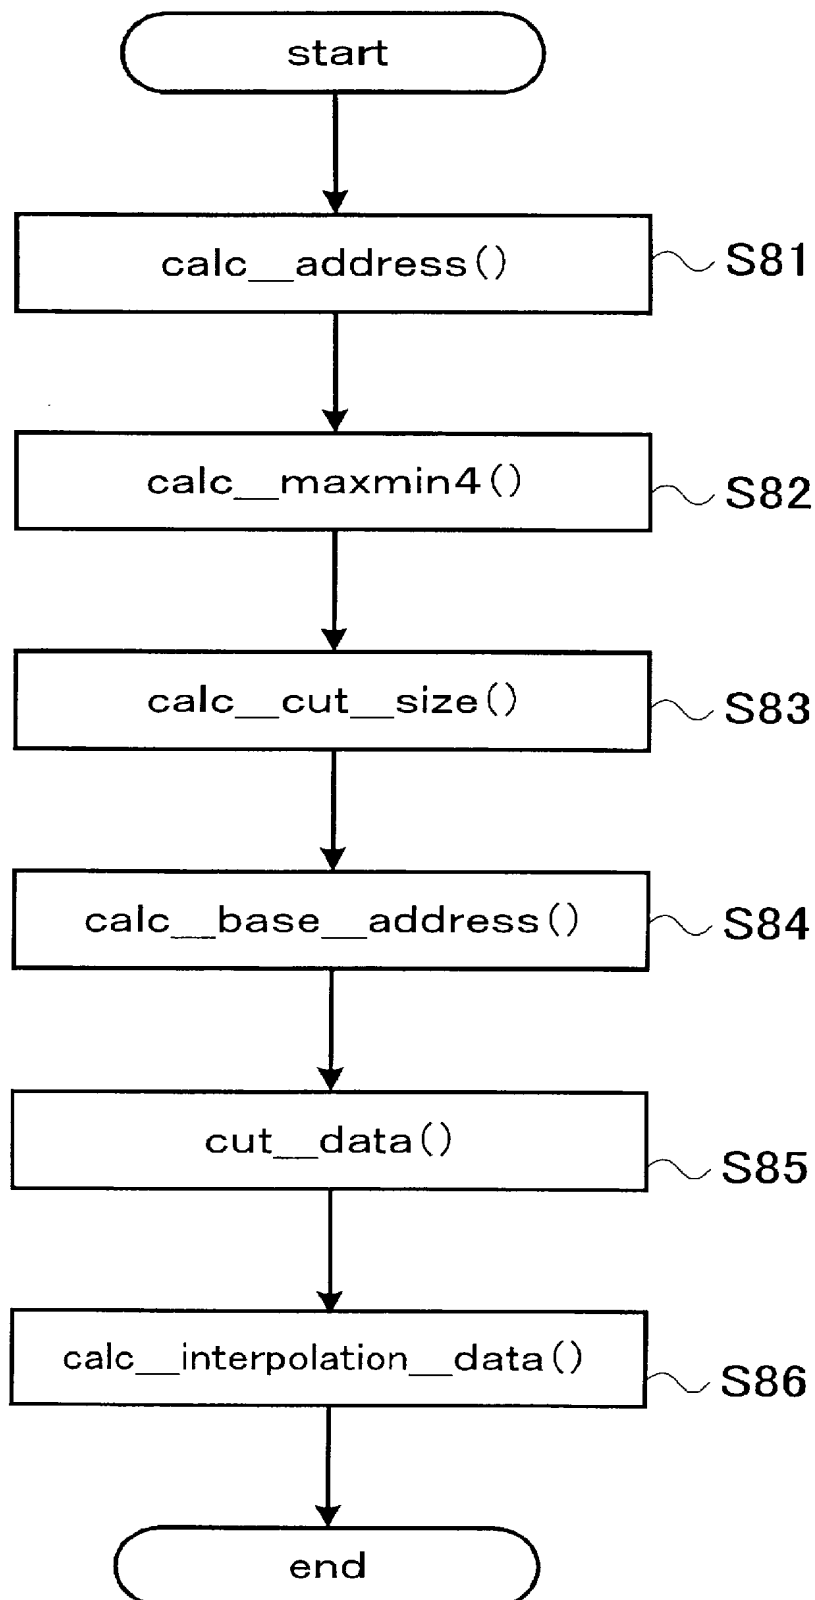 start
calc__address() S81
calc__maxmin4() S82
calc__cut__size() S83
calc__base__address() S84
cut__data() S85
calc__interpolation__data() S86
end